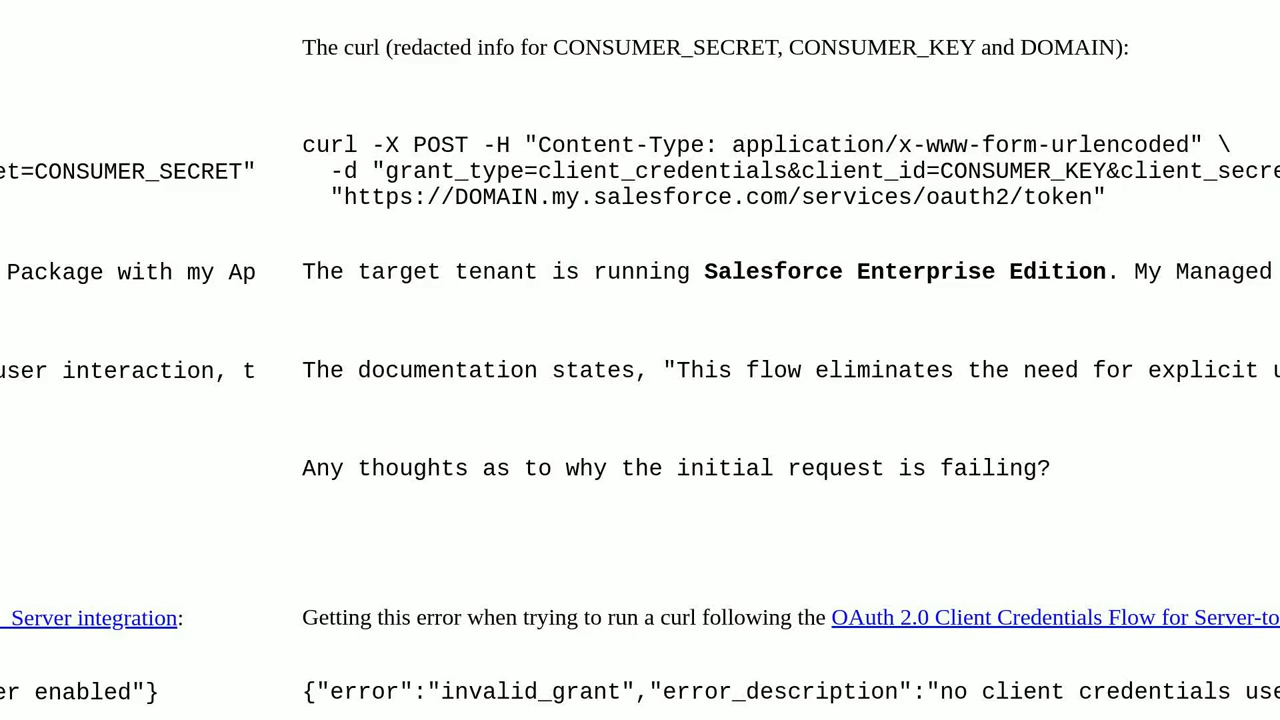 et=CONSUMER_SECRET"
Package with my Ap
user interaction, t
Server integration:
er enabled"}
The curl (redacted info for CONSUMER_SECRET, CONSUMER_KEY and DOMAIN):
curl -X POST -H "Content-Type: application/x-www-form-urlencoded" \
-d "grant_type=client_credentials&client_id=CONSUMER_KEY&client_secre
"https://DOMAIN.my.salesforce.com/services/oauth2/token"
The target tenant is running Salesforce Enterprise Edition. My Managed
The documentation states, "This flow eliminates the need for explicit u
Any thoughts as to why the initial request is failing?
Getting this error when trying to run a curl following the OAuth 2.0 Client Credentials Flow for Server-to
{"error":"invalid_grant","error_description":"no client credentials use